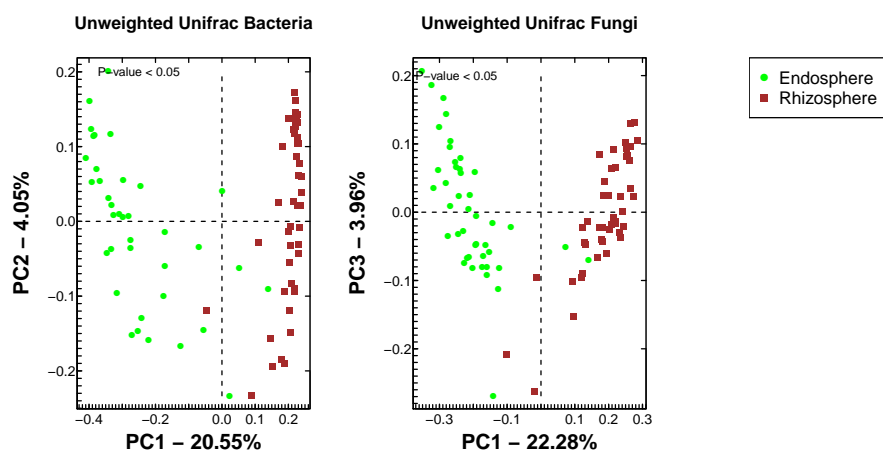 Unweighted Unifrac Bacteria
P−value < 0.05
0.2
0.1
0.0
−0.1
−0.2
PC2 − 4.05%
−0.4
−0.2
0.0
0.2
PC1 − 20.55%
Unweighted Unifrac Fungi
P−value < 0.05
0.2
0.1
0.0
−0.1
−0.2
PC3 − 3.96%
−0.3
−0.1
0.1
0.2
0.3
PC1 − 22.28%
Endosphere
Rhizosphere